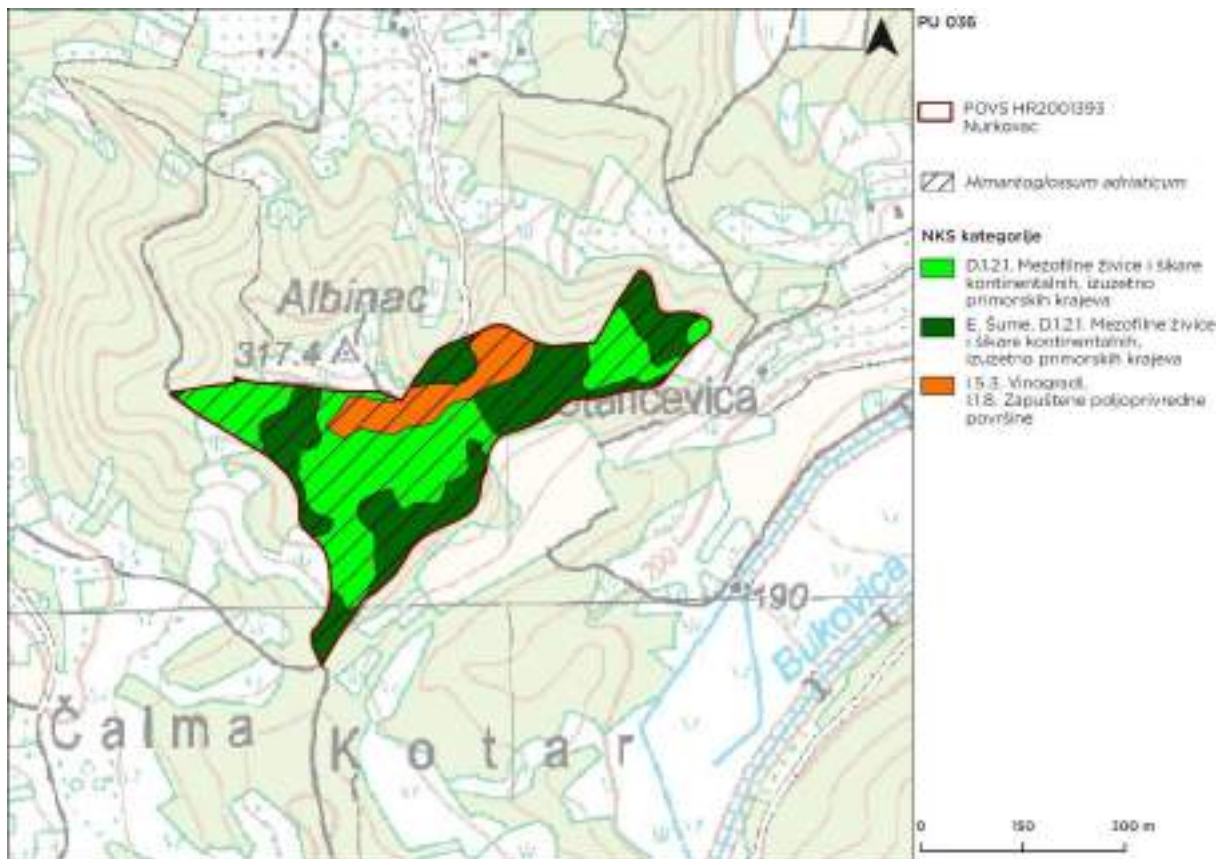 PU 036
POVS HR2001393
Nurkovac
Himantoglossum adriaticum
NKS kategorije
D.1.2.1. Mezofilne živice i šikare
kontinentalnih, izuzetno
primorskih krajeva
E. Šume, D.1.2.1. Mezofilne živice
i šikare kontinentalnih,
izuzetno primorskih krajeva
I.5.3. Vinogradi,
I.1.8. Zapuštene poljoprivredne
površine
Albinac
317.4
200
190
Bukovica
Čalma
Kotar
0 150 300 m